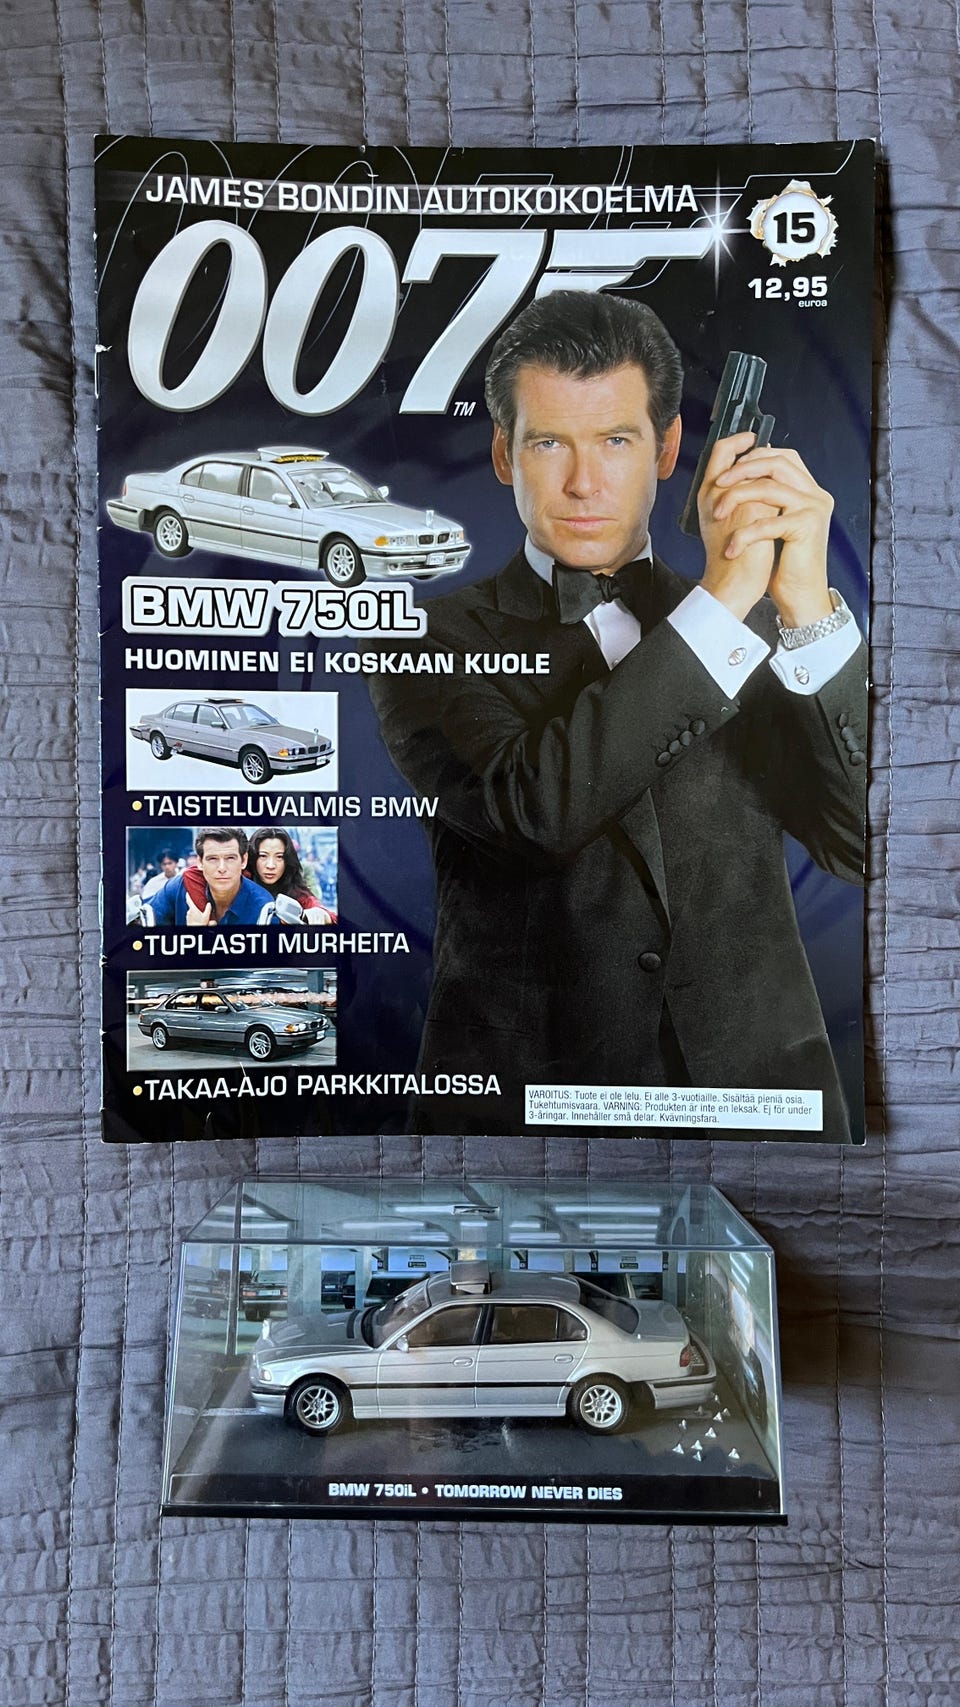 JAMES BONDIN AUTOKOKOELMA
15
007
TM
12,95
euroa
BMW 750iL
HUOMINEN EI KOSKAAN KUOLE
•TAISTELUVALMIS BMW
•TUPLASTI MURHEITA
•TAKAA-AJO PARKKITALOSSA
VAROITUS: Tuote ei ole lelu. Ei alle 3-vuotiaille. Sisältää pieniä osia.
Tukehtumisvaara. VARNING: Produkten är inte en leksak. Ej för under
3-åringar. Innehåller små delar. Kvävningsfara.
BMW 750iL • TOMORROW NEVER DIES